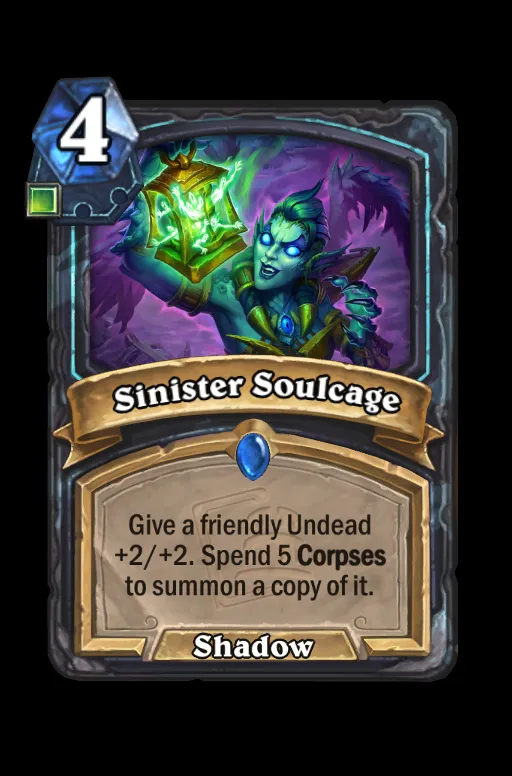 4
Sinister Soulcage
Give a friendly Undead
+2/+2. Spend 5 Corpses
to summon a copy of it.
Shadow